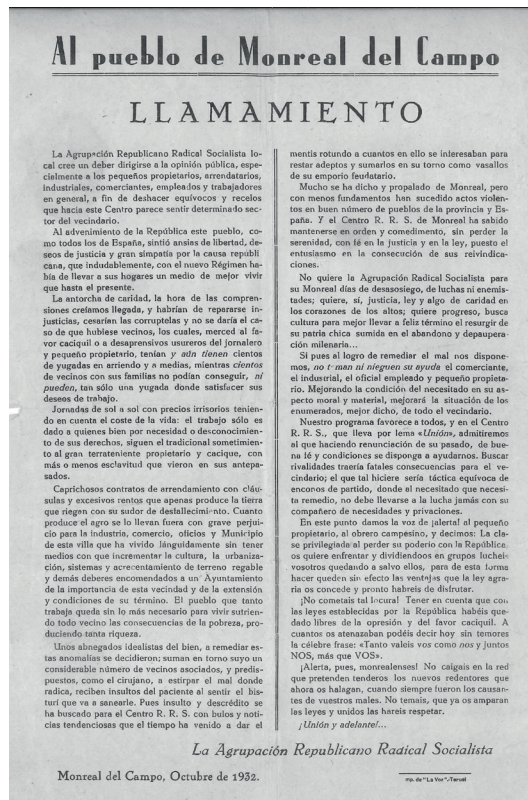 Al pueblo de Monreal del Campo
LLAMAMIENTO
La Agrupación Republicano Radical Socialista lo-
cal cree un deber dirigirse a la opinión pública, espe-
cialmente a los pequeños propietarios, arrendatarios,
industriales, comerciantes, empleados y trabajadores
en general, a fin de deshacer equívocos y recelos
que hacia este Centro parece sentir determinado sec-
tor del vecindario.
Al advenimiento de la República este pueblo, co-
mo todos los de España, sintió ansias de libertad, de-
seos de justicia y gran simpatía por la causa republi-
cana, que indudablemente, con el nuevo Régimen ha-
bía de llevar a sus hogares un medio de mejor vivir
que hasta el presente.
La antorcha de caridad, la hora de las compren-
siones creíamos llegada, y habrían de repararse in-
justicias, cesarían las corruptelas y no se daría el ca-
so de que hubiese vecinos, los cuales, merced al fa-
vor caciquil o a desaprensivos usureros del jornalero
y pequeño propietario, tenían y aún tienen cientos
de yugadas en arriendo y a medias, mientras cientos
de vecinos con sus familias no podían conseguir, ni
pueden, tan sólo una yugada donde satisfacer sus
deseos de trabajo.
Jornadas de sol a sol con precios irrisorios tenien-
do en cuenta el coste de la vida: el trabajo sólo es
dado a quienes bien por necesidad o desconocimien-
to de sus derechos, siguen el tradicional sometimien-
to al gran terrateniente propietario y cacique, con
más o menos esclavitud que vieron en sus antepa-
sados.
Caprichosos contratos de arrendamiento con cláu-
sulas y excesivos rentos que apenas produce la tierra
que riegan con su sudor de desfallecimiento. Cuanto
produce el agro se lo llevan fuera con grave perjui-
cio para la industria, comercio, oficios y Municipio
de esta villa que ha vivido lánguidamente sin tener
medios con que incrementar la cultura, la urbaniza-
ción, sistemas y acrecentamiento de terreno regable
y demás deberes encomendados a un Ayuntamiento
de la importancia de esta vecindad y de la extensión
y condiciones de su término. El pueblo que tanto
trabaja queda sin lo más necesario para vivir sufrien-
do todo vecino las consecuencias de la pobreza, pro-
duciendo tanta riqueza.
Unos abnegados idealistas del bien, a remediar es-
tas anomalías se decidieron; suman en torno suyo un
considerable número de vecinos asociados, y predis-
puestos, como el cirujano, a estirpar el mal donde
radica, reciben insultos del paciente al sentir el bis-
turí que va a sanearle. Pues insulto y descrédito se
ha buscado para el Centro R. R. S. con bulos y noti-
cias tendenciosas que el tiempo ha venido a dar el
mentis rotundo a cuantos en ello se interesaban para
restar adeptos y sumarlos en su torno como vasallos
de su emporio feudatario.
Mucho se ha dicho y propalado de Monreal, pero
con menos fundamentos han sucedido actos violen-
tos en buen número de pueblos de la provincia y Es-
paña. Y el Centro R. R. S. de Monreal ha sabido
mantenerse en orden y comedimento, sin perder la
serenidad, con fé en la justicia y en la ley, puesto el
entusiasmo en la consecución de sus reivindica-
ciones.
No quiere la Agrupación Radical Socialista para
su Monreal días de desasosiego, de luchas ni enemis-
tades; quiere, sí, justicia, ley y algo de caridad en
los corazones de los altos; quiere progreso, busca
cultura para mejor llevar a feliz término el resurgir de
su patria chica sumida en el abandono y depaupera-
ción milenaria...
Si pues al logro de remediar el mal nos dispone-
mos, no teman ni nieguen su ayuda el comerciante,
el industrial, el oficial empleado y pequeño propieta-
rio. Mejorando la condición del necesitado en su as-
pecto moral y material, mejorará la situación de los
enumerados, mejor dicho, de todo el vecindario.
Nuestro programa favorece a todos, y en el Centro
R. R. S., que lleva por lema «Unión», admitiremos
al que haciendo renunciación de su pasado, de bue-
na fé y condiciones se disponga a ayudarnos. Buscar
rivalidades traería fatales consecuencias para el ve-
cindario; el que tal hiciere sería táctica equívoca de
enconos de partido, donde al necesitado que necesi-
ta remedio, no debe llevarse a la lucha jamás con su
compañero de necesidades y privaciones.
En este punto damos la voz de ¡alerta! al pequeño
propietario, al obrero campesino, y decimos: La cla-
se privilegiada al perder su poderío con la República,
os quiere enfrentar y dividiendoos en grupos lucheis
vosotros quedando a salvo ellos, para de esta forma
hacer queden sin efecto las ventajas que la ley agra-
ria os concede y pronto habreis de disfrutar.
¡No cometais tal locura! Tener en cuenta que con
las leyes establecidas por la República habéis que-
dado libres de la opresión y del favor caciquil. A
cuantos os atenazaban podéis decir hoy sin temores
la célebre frase: «Tanto valeis vos como nos y juntos
NOS, más que VOS».
¡Alerta, pues, monrealenses! No caigais en la red
que pretenden tenderos los nuevos redentores que
ahora os halagan, cuando siempre fueron los causan-
tes de vuestros males. No temais, que ya os amparan
las leyes y unidos las hareis respetar.
¡Unión y adelante!...
La Agrupación Republicano Radical Socialista
Monreal del Campo, Octubre de 1932.
Imp. de "La Voz".-Teruel